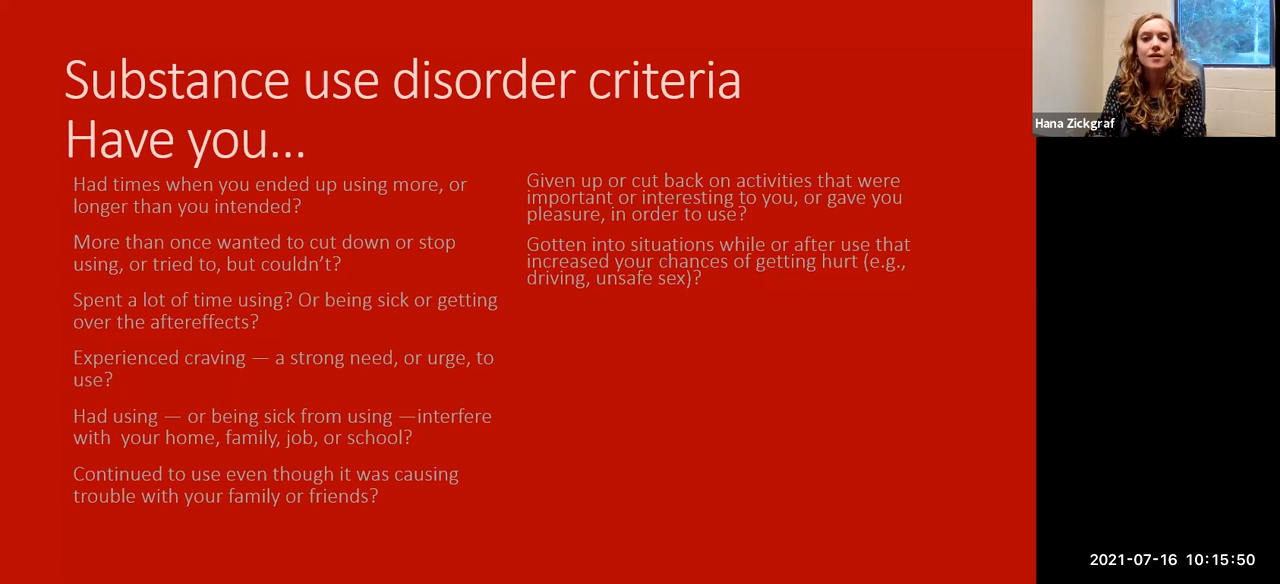 Substance use disorder criteria
Have you...
Had times when you ended up using more, or
longer than you intended?
More than once wanted to cut down or stop
using, or tried to, but couldn’t?
Spent a lot of time using? Or being sick or getting
over the aftereffects?
Experienced craving — a strong need, or urge, to
use?
Had using — or being sick from using —interfere
with  your home, family, job, or school?
Continued to use even though it was causing
trouble with your family or friends?
Given up or cut back on activities that were
important or interesting to you, or gave you
pleasure, in order to use?
Gotten into situations while or after use that
increased your chances of getting hurt (e.g.,
driving, unsafe sex)?
Hana Zickgraf
2021-07-16 10:15:50